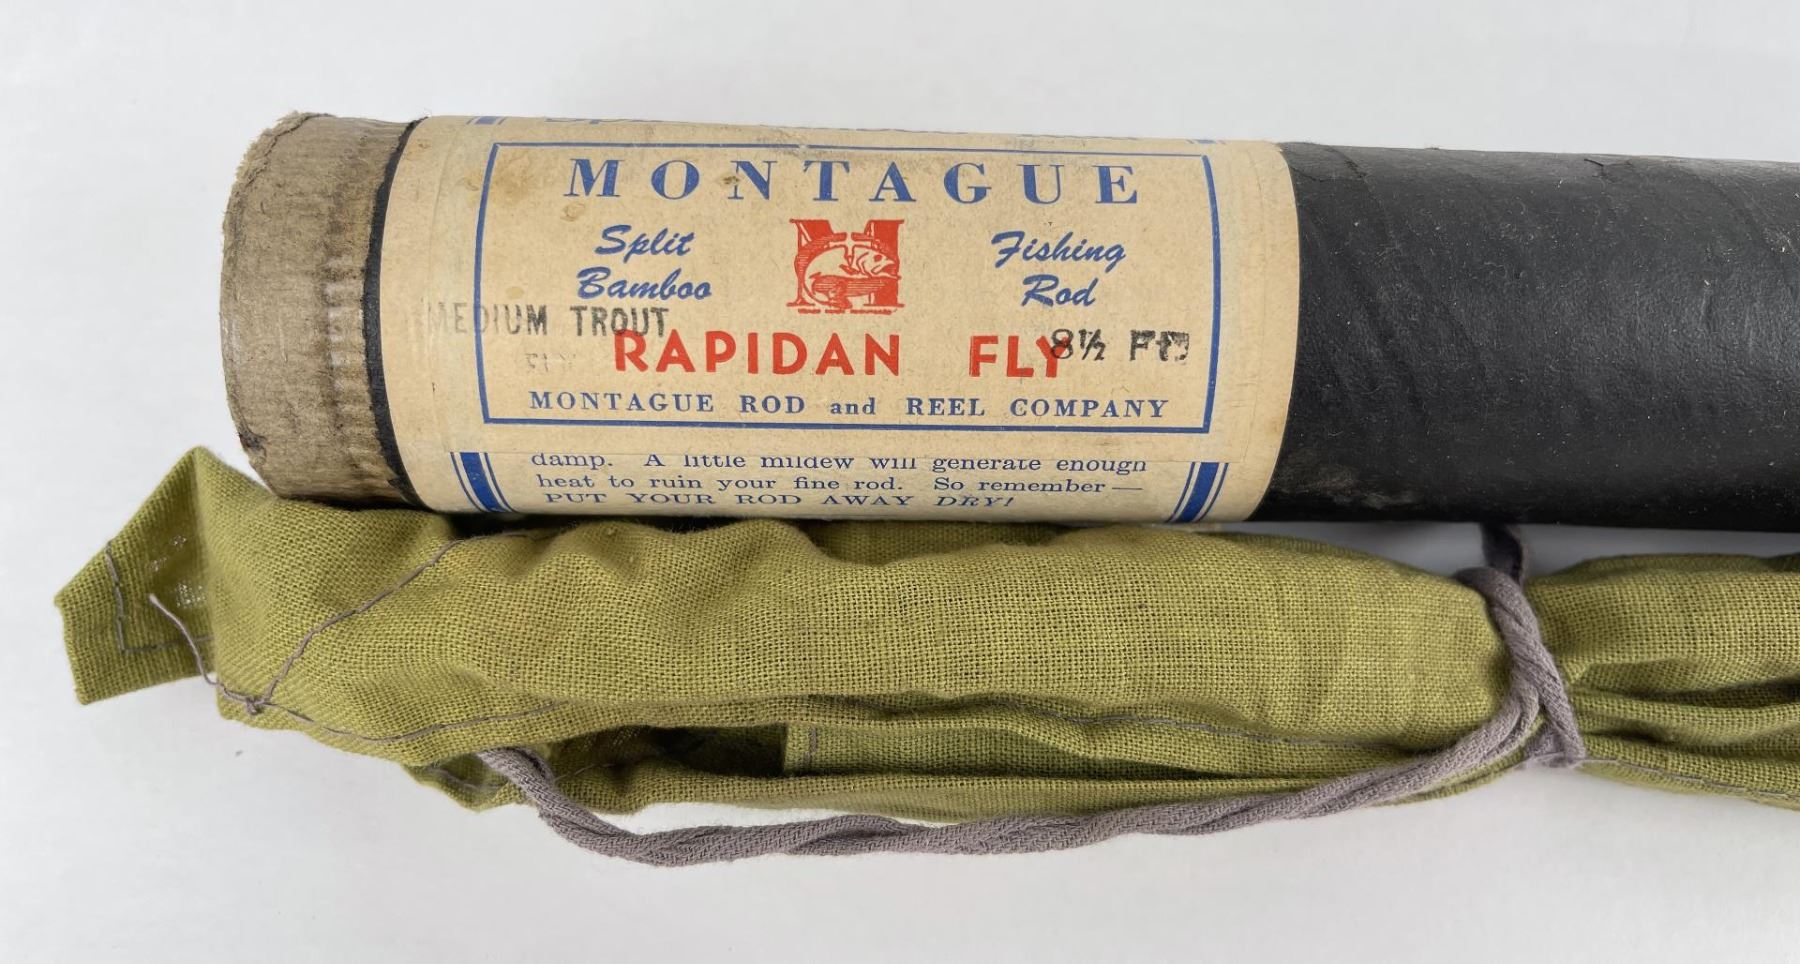 MONTAGUE
Split Bamboo
Fishing Rod
MEDIUM TROUT
8½ Ft
RAPIDAN FLY
MONTAGUE ROD and REEL COMPANY
damp. A little mildew will generate enough
heat to ruin your fine rod. So remember —
PUT YOUR ROD AWAY DRY!